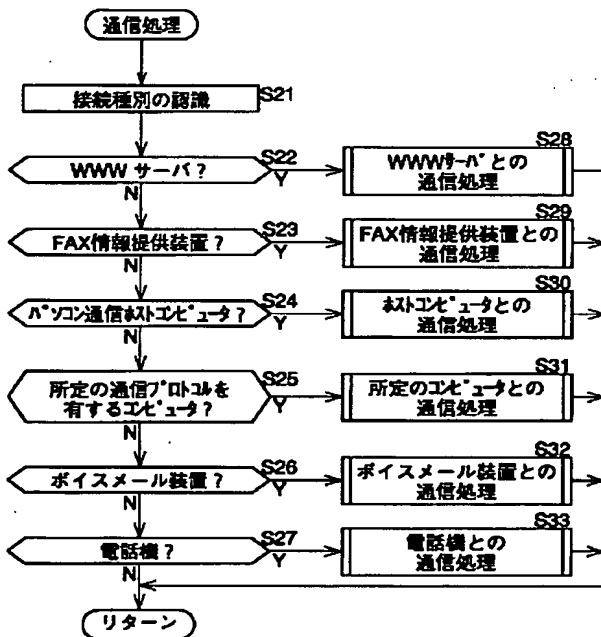 通信処理
接続種別の認識
S21
WWW サーバ?
S22
Y
N
WWWサーバとの
通信処理
S28
FAX情報提供装置?
S23
Y
N
FAX情報提供装置との
通信処理
S29
パソコン通信ホストコンピュータ?
S24
Y
N
ホストコンピュータとの
通信処理
S30
所定の通信プロトコルを
有するコンピュータ?
S25
Y
N
所定のコンピュータとの
通信処理
S31
ボイスメール装置?
S26
Y
N
ボイスメール装置との
通信処理
S32
電話機?
S27
Y
N
電話機との
通信処理
S33
リターン